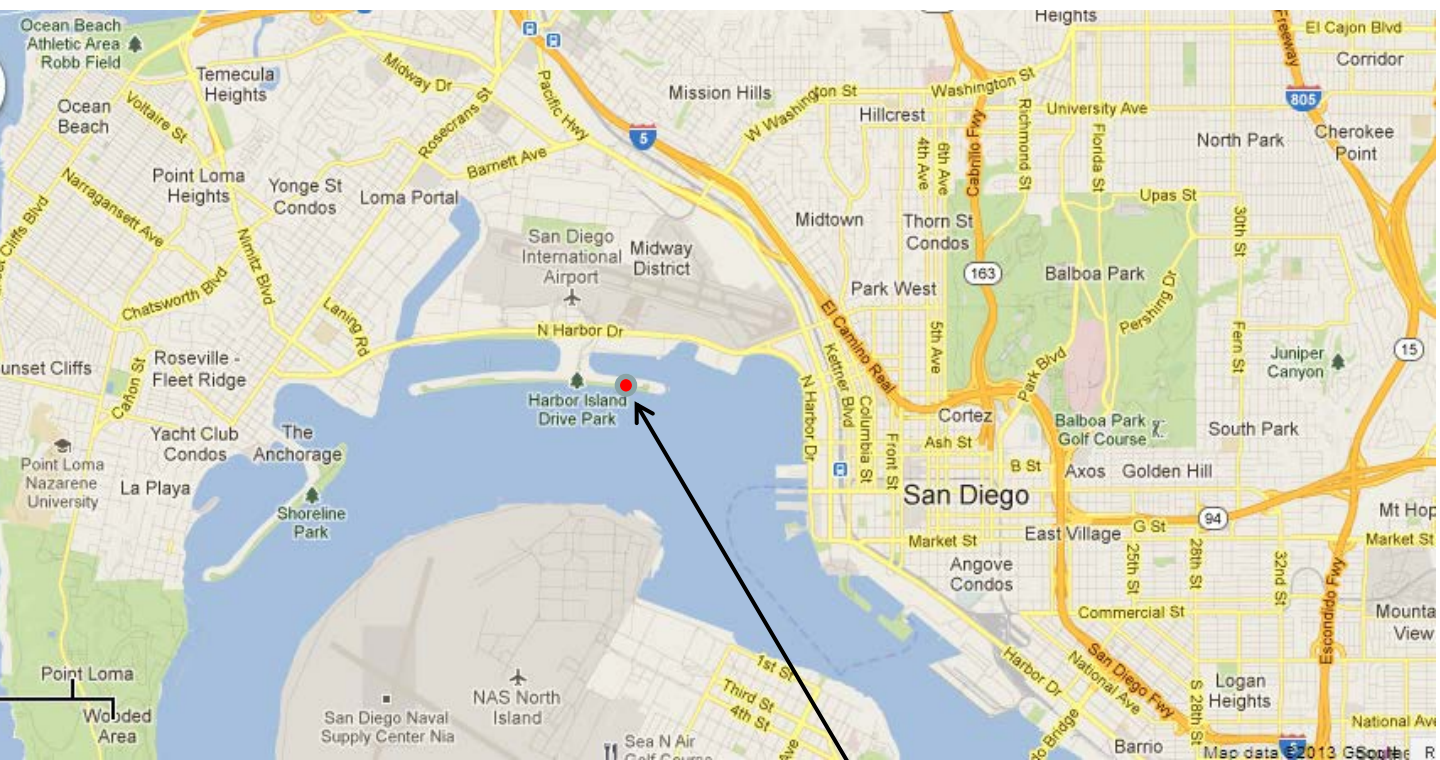 Ocean Beach
Athletic Area
Robb Field
Temecula
Heights
Midway Dr
Pacific Hwy
Mission Hills
W Washington St
Washington St
Heights
El Cajon Blvd
Corridor
Freeway
805
Ocean
Beach
Voltaire St
Rosecrans St
5
Hillcrest
University Ave
North Park
Cherokee
Point
Barnett Ave
4th Ave
6th Ave
Cabrillo Fwy
Richmond St
Florida St
Point Loma
Heights
Yonge St
Condos
Loma Portal
Narragansett Ave
Cliffs Blvd
Nimitz Blvd
Midtown
Thorn St
Condos
Upas St
30th St
San Diego
International
Airport
Midway
District
163
Balboa Park
Park West
Pershing Dr
Chatsworth Blvd
Laning Rd
N Harbor Dr
El Camino Real
5th Ave
Fern St
Juniper
Canyon
15
unset Cliffs
Cañon St
Roseville -
Fleet Ridge
Harbor Island
Drive Park
N Harbor Dr
Kettner Blvd
Columbia St
Front St
Park Blvd
Cortez
Balboa Park
Golf Course
South Park
Ash St
Yacht Club
Condos
The
Anchorage
Point Loma
Nazarene
University
La Playa
B St
Axos
Golden Hill
San Diego
Shoreline
Park
94
Mt Hop
East Village
G St
Market St
Market St
25th St
28th St
32nd St
Angove
Condos
Commercial St
Escondido Fwy
Mounta
View
1st St
Third St
4th St
Ave
Harbor Dr
National Ave
San Diego Fwy
S 28th St
Logan
Heights
National Ave
Point Loma
Wooded
Area
San Diego Naval
Supply Center Nia
NAS North
Island
Sea N Air
Golf Course
do Bridge
Barrio
5
Map data ©2013
R